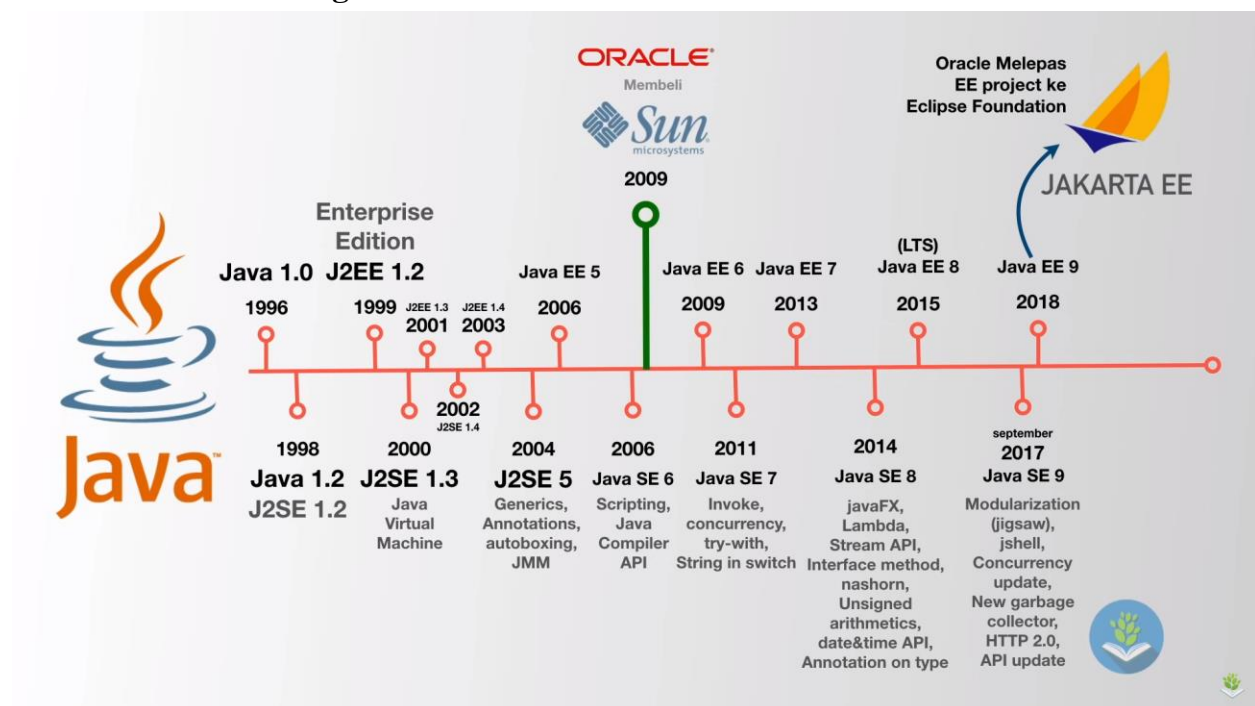 ORACLE
Membeli
Sun
microsystems
2009
Oracle Melepas
EE project ke
Eclipse Foundation
JAKARTA EE
Java™
Enterprise
Edition
Java 1.0
1996
J2EE 1.2
1999
J2EE 1.3
2001
J2EE 1.4
2003
Java EE 5
2006
Java EE 6
2009
Java EE 7
2013
(LTS)
Java EE 8
2015
Java EE 9
2018
1998
Java 1.2
J2SE 1.2
2000
J2SE 1.3
Java
Virtual
Machine
2002
J2SE 1.4
2004
J2SE 5
Generics,
Annotations,
autoboxing,
JMM
2006
Java SE 6
Scripting,
Java
Compiler
API
2011
Java SE 7
Invoke,
concurrency,
try-with,
String in switch
2014
Java SE 8
javaFX,
Lambda,
Stream API,
Interface method,
nashorn,
Unsigned
arithmetics,
date&time API,
Annotation on type
september
2017
Java SE 9
Modularization
(jigsaw),
jshell,
Concurrency
update,
New garbage
collector,
HTTP 2.0,
API update